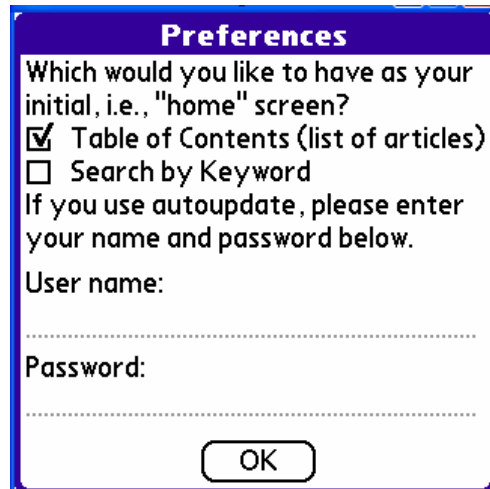 Preferences
Which would you like to have as your
initial, i.e., "home" screen?
Table of Contents (list of articles)
Search by Keyword
If you use autoupdate, please enter
your name and password below.
User name:
Password:
OK